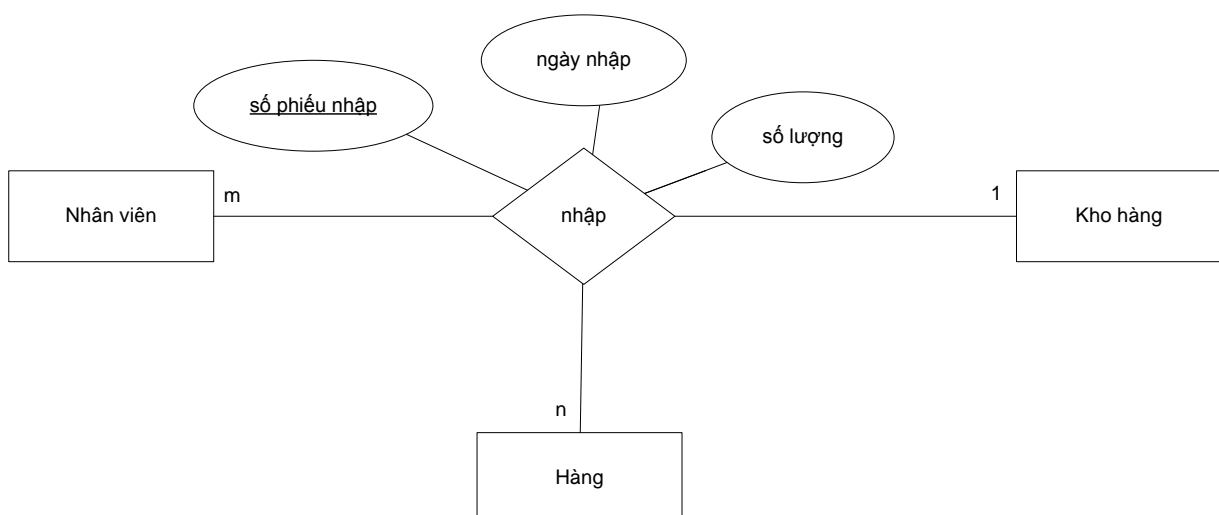 ngày nhập
số phiếu nhập
số lượng
m
1
Nhân viên
nhập
Kho hàng
n
Hàng